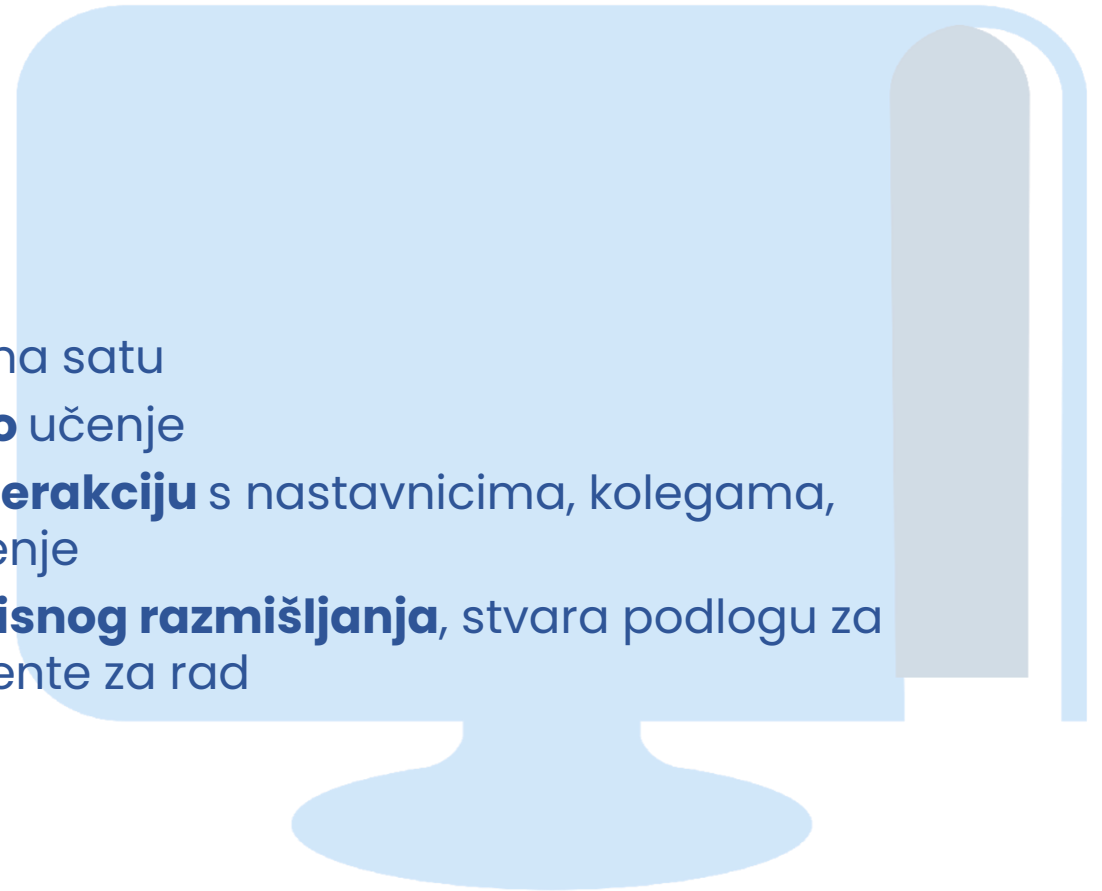 na satu
o učenje
erakciju s nastavnicima, kolegama,
enje
isnog razmišljanja, stvara podlogu za
ente za rad